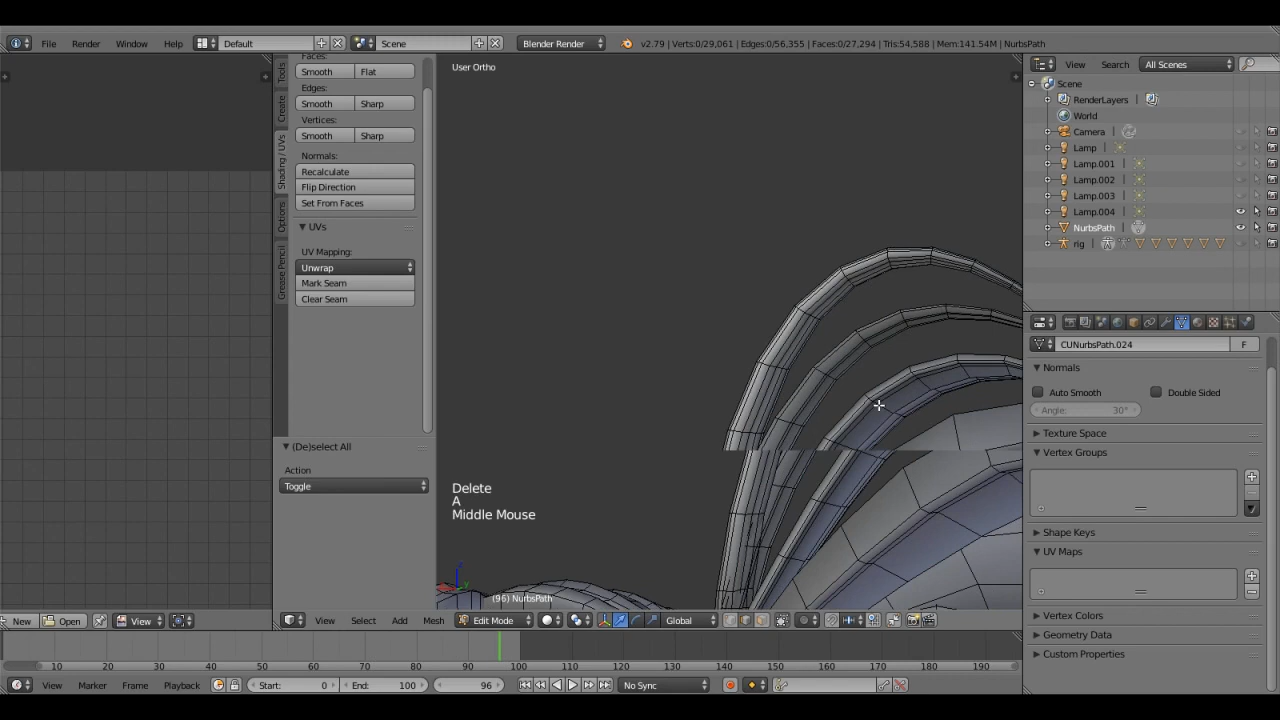 File Render Window Help Default Scene Blender Render v2.79 | Verts:0/29,061 | Edges:0/56,355 | Faces:0/27,294 | Tris:54,588 | Mem:141.54M | NurbsPath
Faces:
Smooth Flat
Edges:
Smooth Sharp
Vertices:
Smooth Sharp
Normals:
Recalculate
Flip Direction
Set From Faces
UVs
UV Mapping:
Unwrap
Mark Seam
Clear Seam
Tools
Create
Shading / UVs
Options
Grease Pencil
(De)select All
Action
Toggle
User Ortho
Delete
A
Middle Mouse
(96) NurbsPath
View Search All Scenes
Scene
RenderLayers
World
Camera
Lamp
Lamp.001
Lamp.002
Lamp.003
Lamp.004
NurbsPath
rig
CUNurbsPath.024 F
Normals
Auto Smooth Double Sided
Angle: 30°
Texture Space
Vertex Groups
Shape Keys
UV Maps
Vertex Colors
Geometry Data
Custom Properties
New Open View
View Select Add Mesh Edit Mode Global
10 20 30 40 50 60 70 80 90 100 110 120 130 140 150 160 170 180 190
View Marker Frame Playback Start: 0 End: 100 96 No Sync